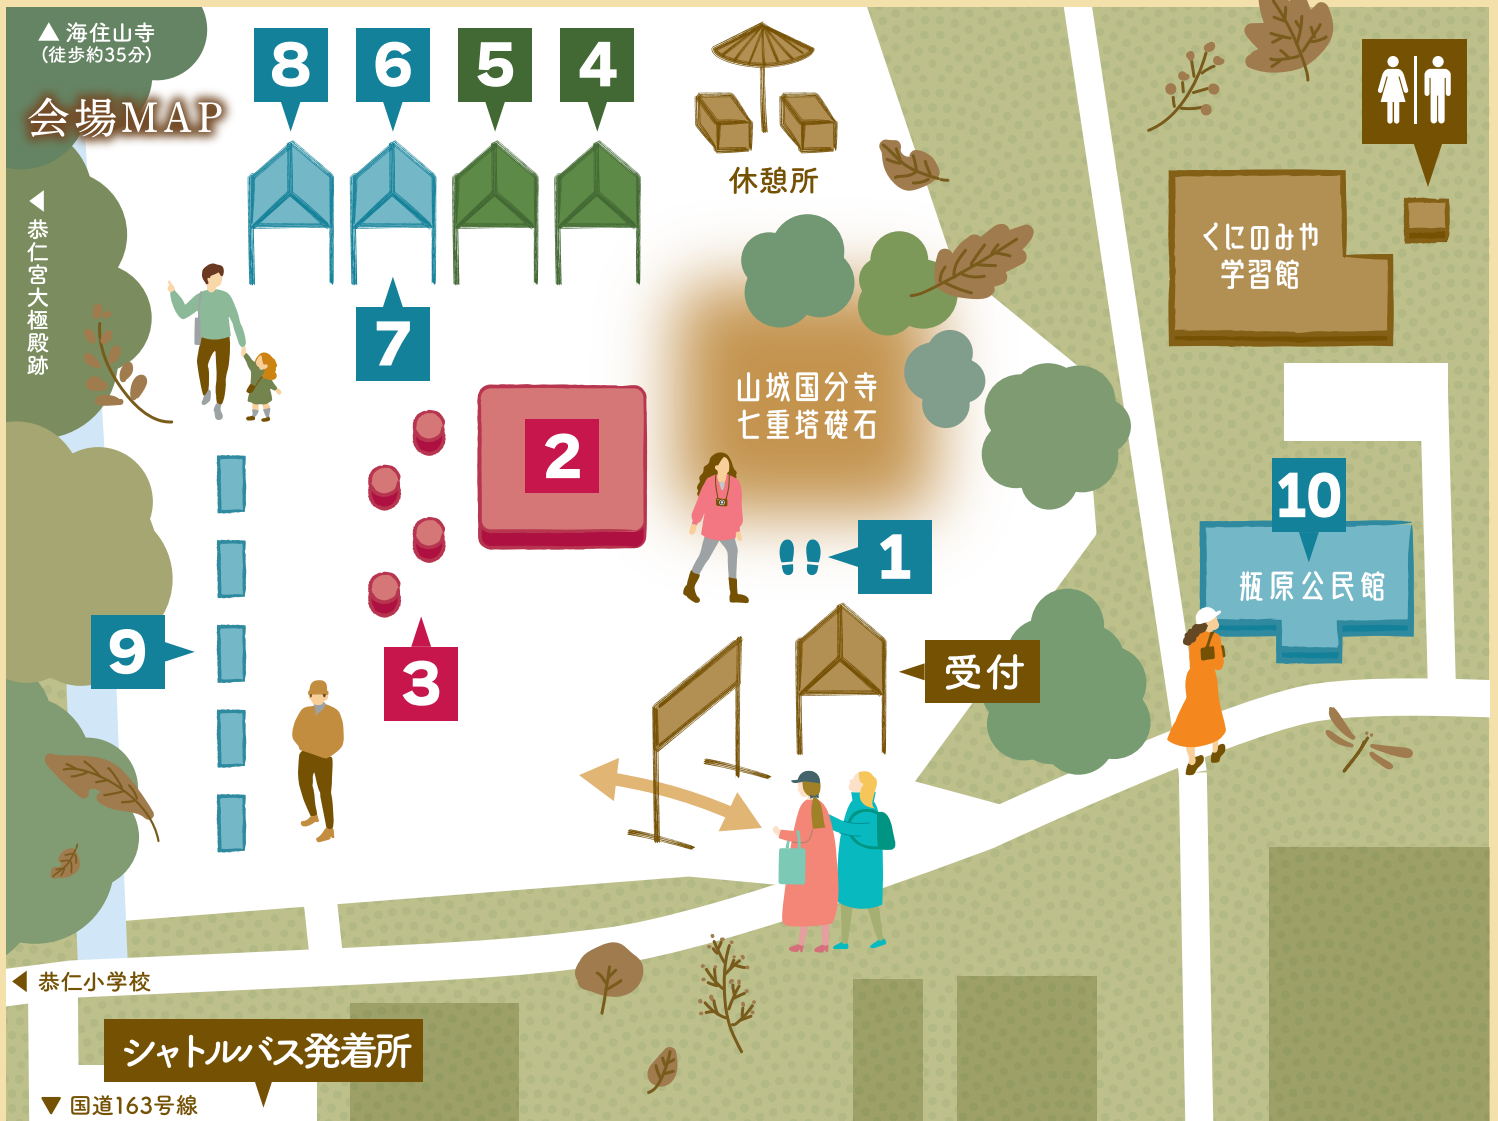 ▲ 海住山寺
（徒歩約35分）
会場MAP
8
6
5
4
休憩所
◀ 恭仁宮大極殿跡
くにのみや
学習館
7
山城国分寺
七重塔礎石
2
10
1
瓶原公民館
9
3
受付
◀ 恭仁小学校
シャトルバス発着所
▼ 国道163号線